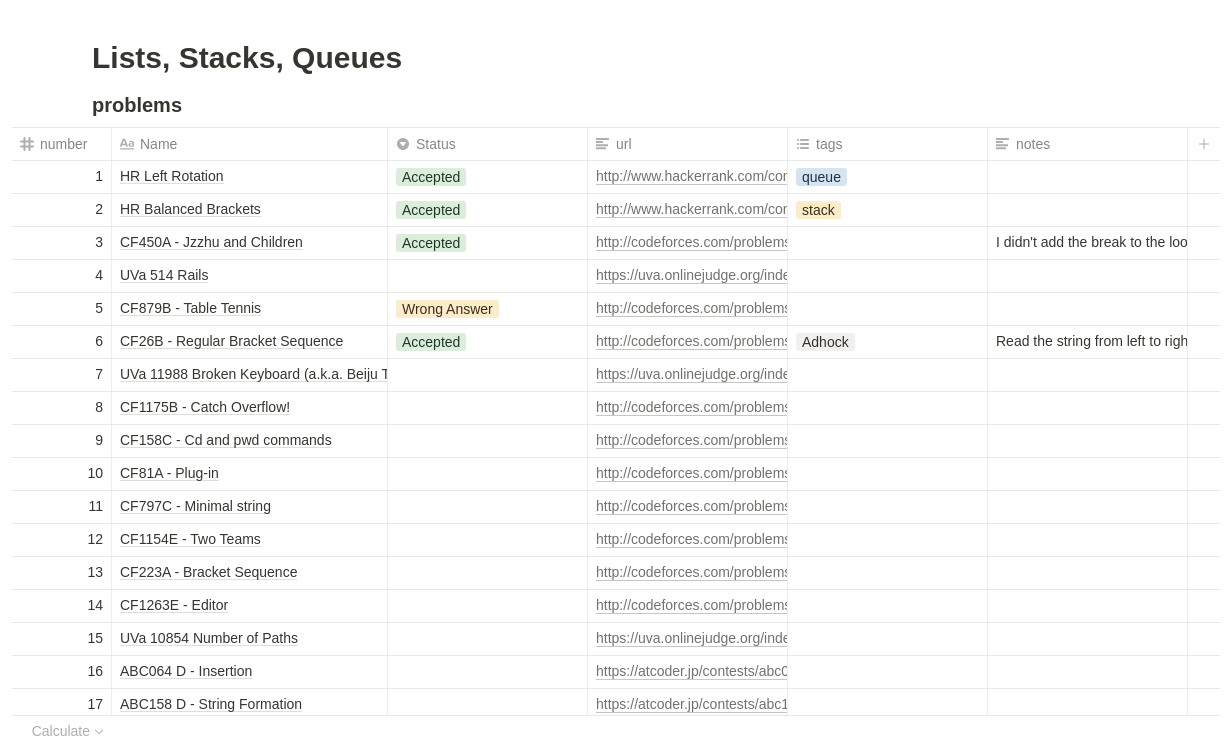 Lists, Stacks, Queues
problems
number Name Status url tags notes
1 HR Left Rotation Accepted http://www.hackerrank.com/con queue
2 HR Balanced Brackets Accepted http://www.hackerrank.com/con stack
3 CF450A - Jzzhu and Children Accepted http://codeforces.com/problems I didn't add the break to the loo
4 UVa 514 Rails https://uva.onlinejudge.org/inde
5 CF879B - Table Tennis Wrong Answer http://codeforces.com/problems
6 CF26B - Regular Bracket Sequence Accepted http://codeforces.com/problems Adhock Read the string from left to righ
7 UVa 11988 Broken Keyboard (a.k.a. Beiju T https://uva.onlinejudge.org/inde
8 CF1175B - Catch Overflow! http://codeforces.com/problems
9 CF158C - Cd and pwd commands http://codeforces.com/problems
10 CF81A - Plug-in http://codeforces.com/problems
11 CF797C - Minimal string http://codeforces.com/problems
12 CF1154E - Two Teams http://codeforces.com/problems
13 CF223A - Bracket Sequence http://codeforces.com/problems
14 CF1263E - Editor http://codeforces.com/problems
15 UVa 10854 Number of Paths https://uva.onlinejudge.org/inde
16 ABC064 D - Insertion https://atcoder.jp/contests/abc0
17 ABC158 D - String Formation https://atcoder.jp/contests/abc1
Calculate